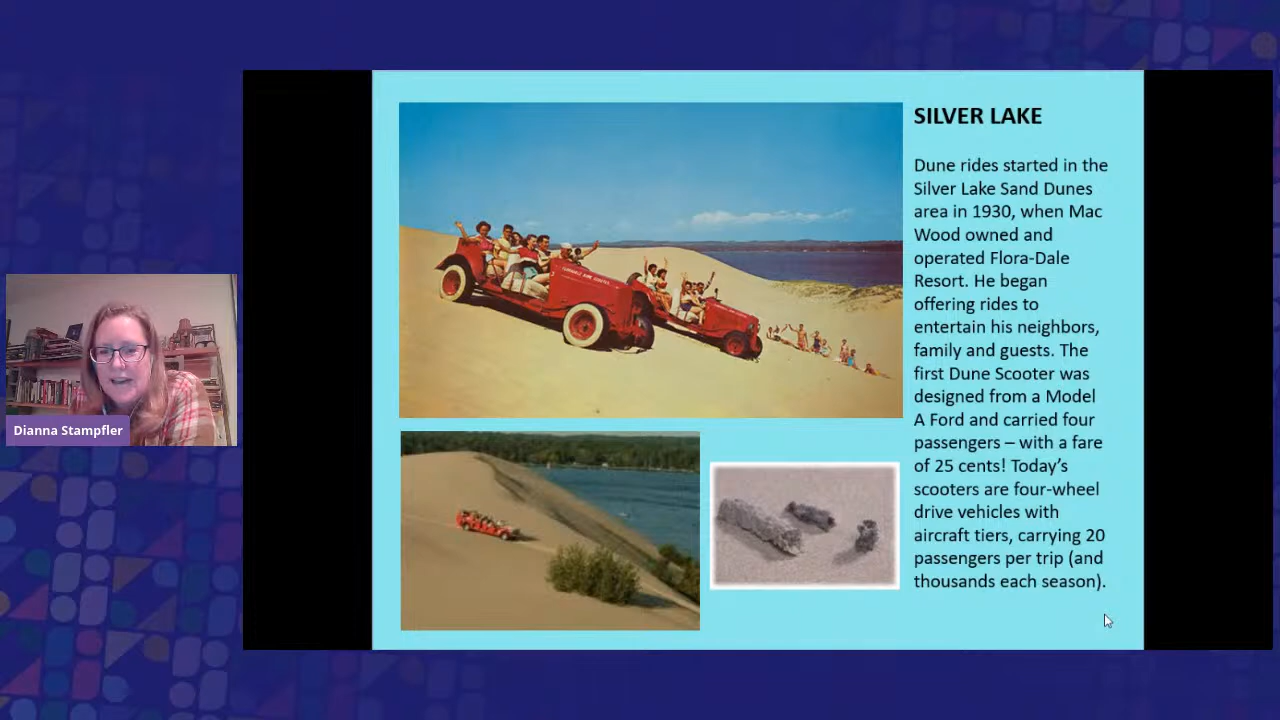 SILVER LAKE
Dune rides started in the
Silver Lake Sand Dunes
area in 1930, when Mac
Wood owned and
operated Flora-Dale
Resort. He began
offering rides to
entertain his neighbors,
family and guests. The
first Dune Scooter was
designed from a Model
A Ford and carried four
passengers – with a fare
of 25 cents! Today’s
scooters are four-wheel
drive vehicles with
aircraft tiers, carrying 20
passengers per trip (and
thousands each season).
Dianna Stampfler